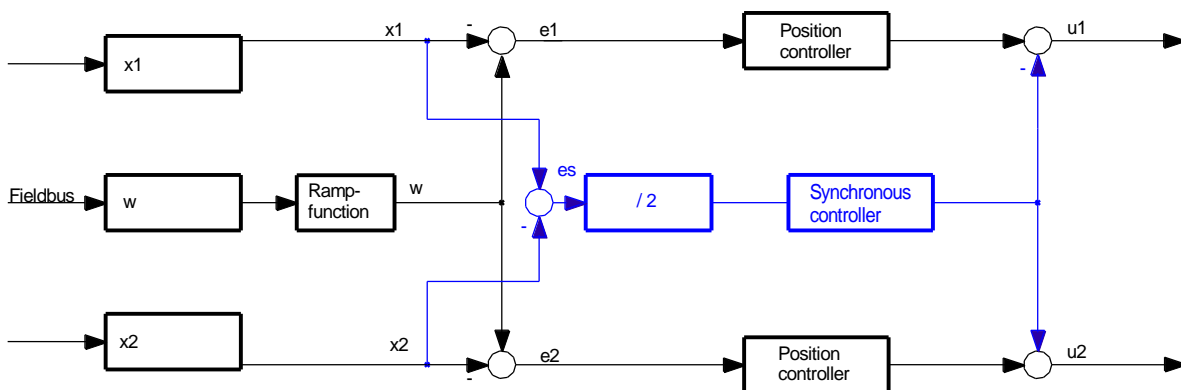 x1
x1
-
e1
Position
controller
u1
-
Fieldbus
w
Ramp-
function
w
-
es
/ 2
Synchronous
controller
x2
x2
-
e2
Position
controller
u2